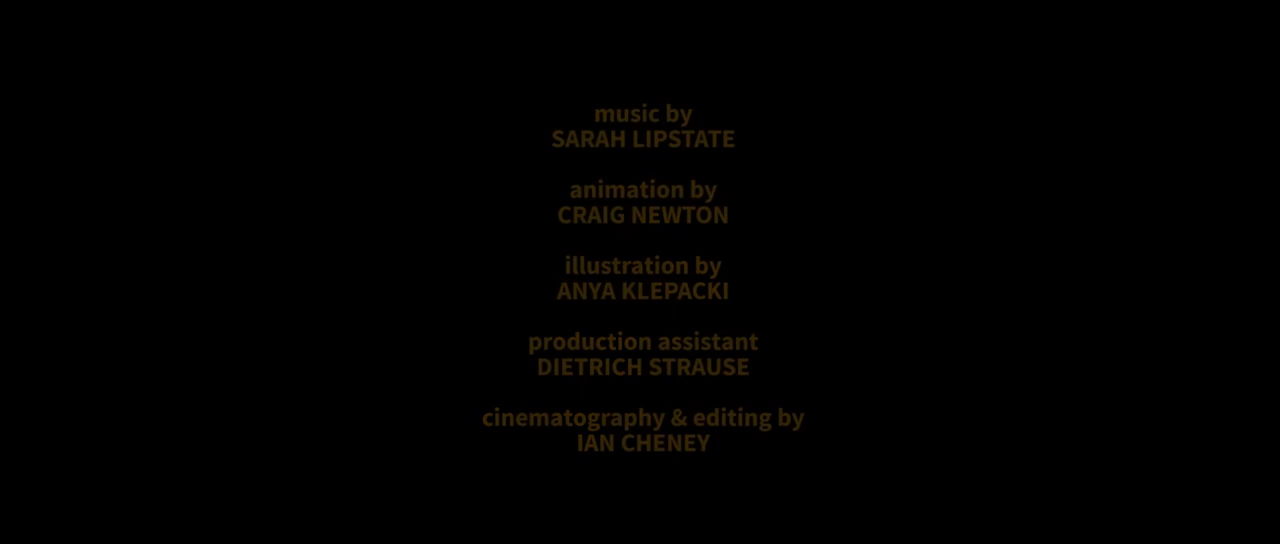 music by
SARAH LIPSTATE
animation by
CRAIG NEWTON
illustration by
ANYA KLEPACKI
production assistant
DIETRICH STRAUSE
cinematography & editing by
IAN CHENEY